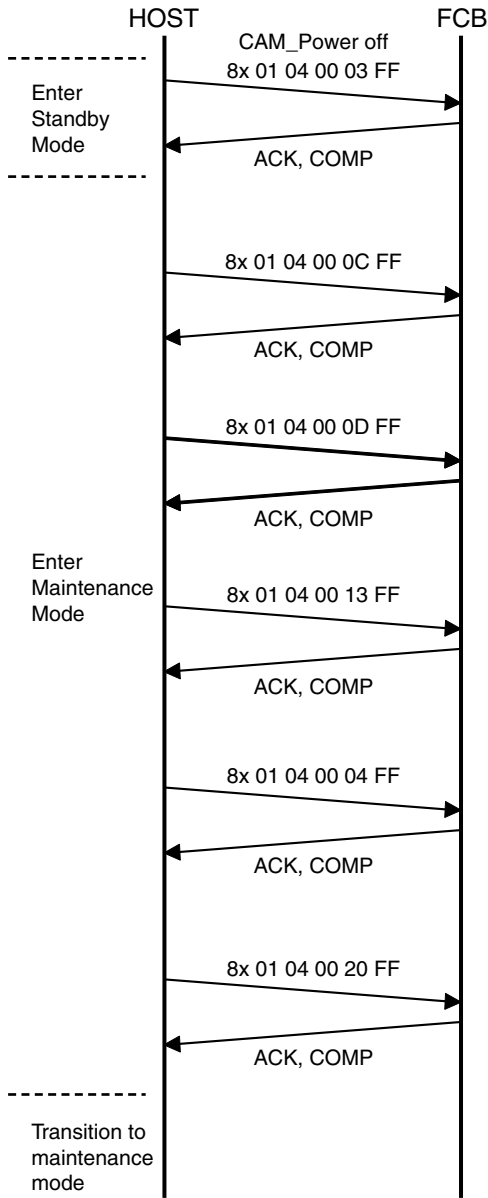 HOST
FCB
CAM_Power off
8x 01 04 00 03 FF
Enter
Standby
Mode
ACK, COMP
8x 01 04 00 0C FF
ACK, COMP
8x 01 04 00 0D FF
ACK, COMP
Enter
Maintenance
Mode
8x 01 04 00 13 FF
ACK, COMP
8x 01 04 00 04 FF
ACK, COMP
8x 01 04 00 20 FF
ACK, COMP
Transition to
maintenance
mode